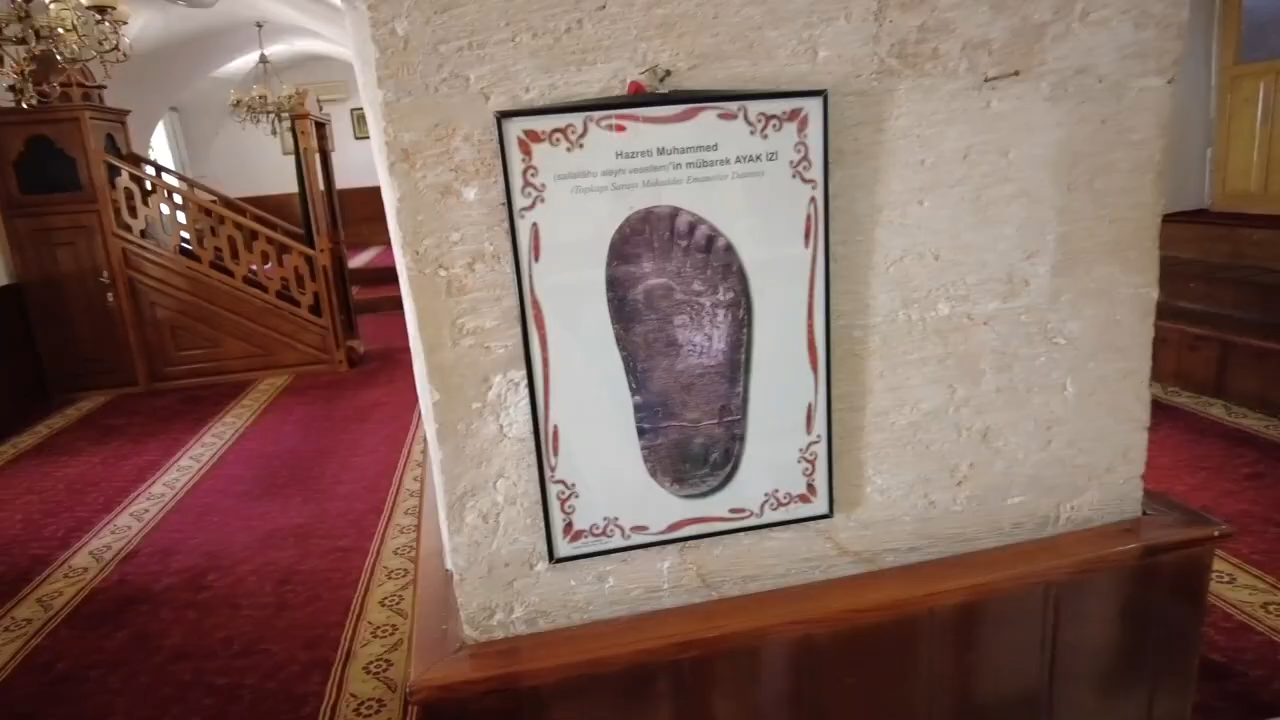 Hazreti Muhammed
(sallallâhu aleyhi vesellem)'in mübarek AYAK İZİ
(Topkapı Sarayı Mukaddes Emanetler Dairesi)